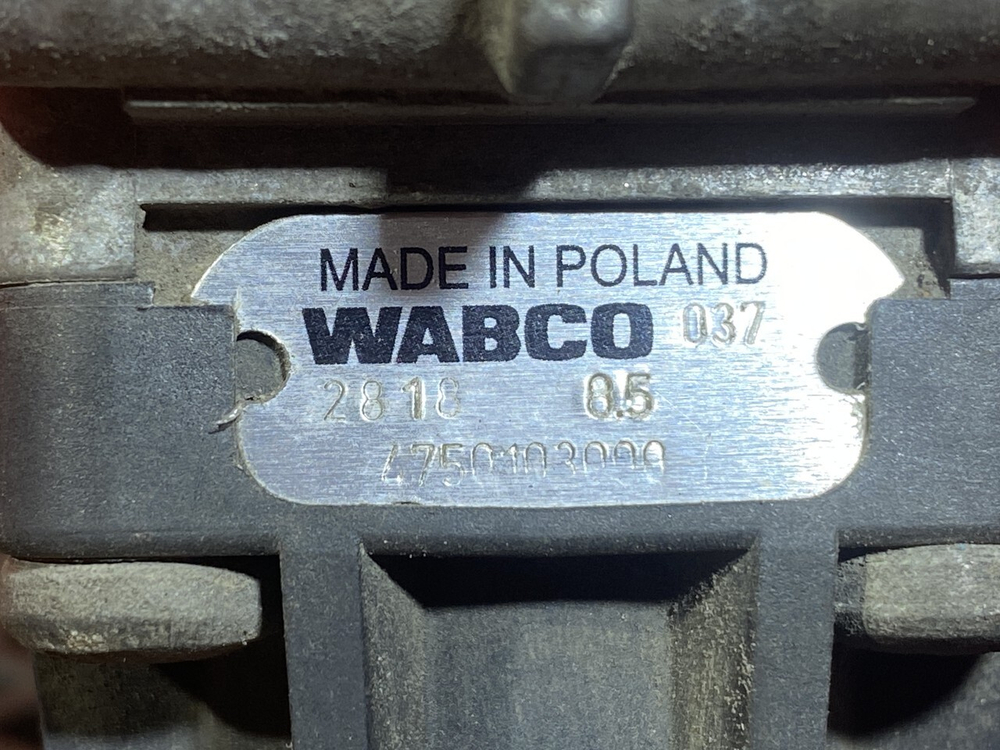 MADE IN POLAND
WABCO 037
2818 8.5
4750103000